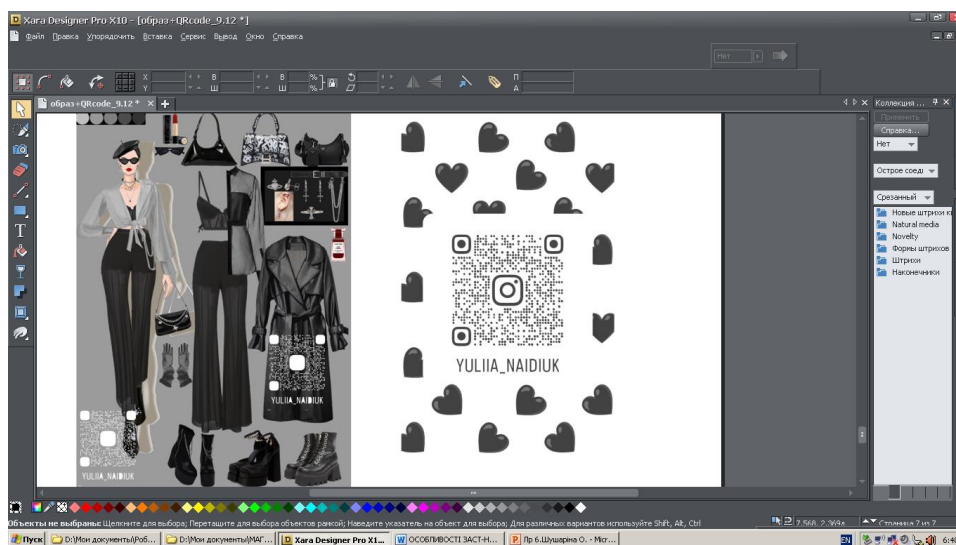 Xara Designer Pro X10 - [образ+QRcode_9.12 *]
Файл Правка Упорядочить Вставка Сервис Вывод Окно Справка
Нет
X В В % П
Y Ш Ш % А
образ+QRcode_9.12 *
Коллекция ...
Применить
Справка...
Нет
Острое соеди
Срезанный
Новые штрихи к
Natural media
Novelty
Формы штрихов
Штрихи
Наконечники
YULIIA_NAIDIUK
YULIIA_NAIDIUK
YULIIA_NAIDIUK
Объекты не выбраны: Щелкните для выбора; Перетащите для выбора объектов рамкой; Наведите указатель на объект для выбора; Для различных вариантов используйте Shift, Alt, Ctrl
Страница 7 из 7
Пуск D:\Мои документы\Роб... D:\Мои документы\МАГ... Xara Designer Pro X1... ОСОБЛИВОСТІ ЗАСТ-Н... Пр 6.Шушаріна О. - Micr... EN